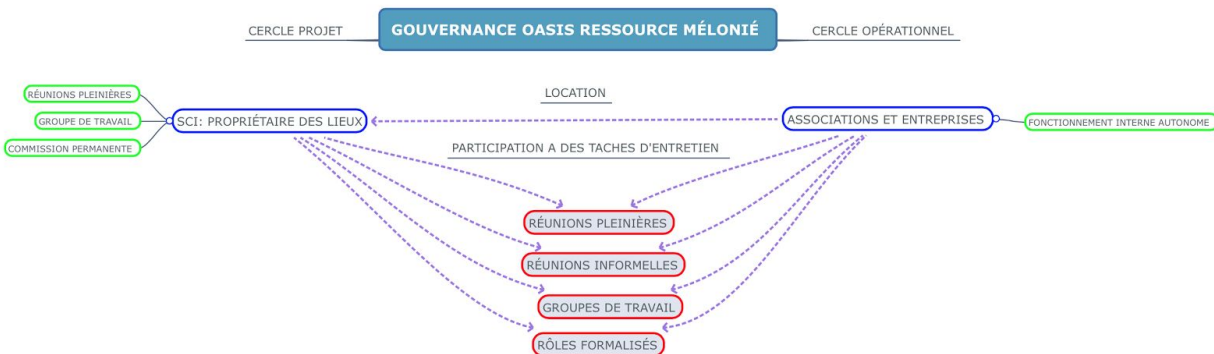 CERCLE PROJET
GOUVERNANCE OASIS RESSOURCE MÉLONIÉ
CERCLE OPÉRATIONNEL
RÉUNIONS PLEINIÈRES
GROUPE DE TRAVAIL
COMMISSION PERMANENTE
SCI: PROPRIÉTAIRE DES LIEUX
LOCATION
PARTICIPATION A DES TACHES D'ENTRETIEN
ASSOCIATIONS ET ENTREPRISES
FONCTIONNEMENT INTERNE AUTONOME
RÉUNIONS PLEINIÈRES
RÉUNIONS INFORMELLES
GROUPES DE TRAVAIL
RÔLES FORMALISÉS